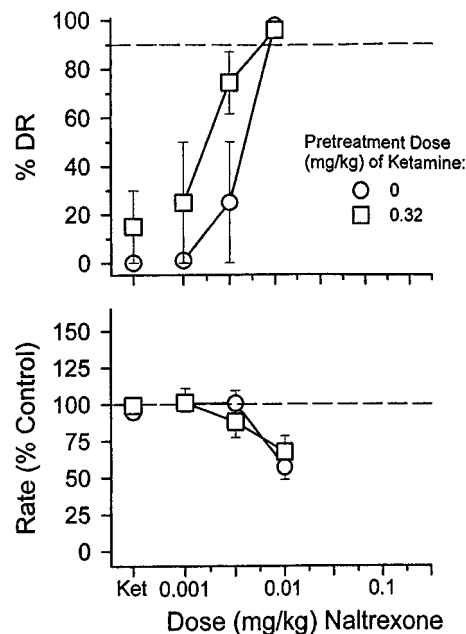 100
80
60
40
20
0
% DR
Pretreatment Dose
(mg/kg) of Ketamine:
0
0.32
150
125
100
75
50
25
0
Rate (% Control)
Ket 0.001 0.01 0.1
Dose (mg/kg) Naltrexone